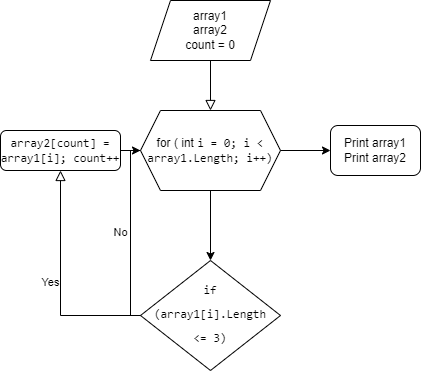 array1
array2
count = 0
array2[count] =
array1[i]; count++
for ( int i = 0; i <
array1.Length; i++)
Print array1
Print array2
No
Yes
if
(array1[i].Length
<= 3)